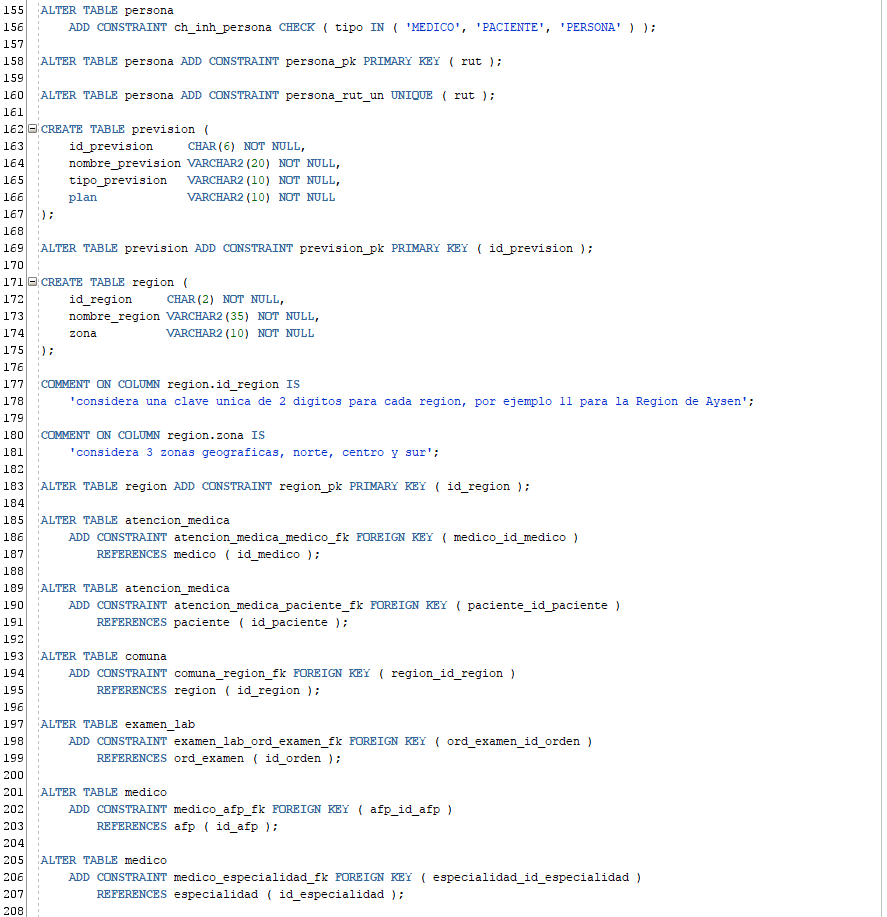 155 ALTER TABLE persona
156     ADD CONSTRAINT ch_inh_persona CHECK ( tipo IN ( 'MEDICO', 'PACIENTE', 'PERSONA' ) );
157
158 ALTER TABLE persona ADD CONSTRAINT persona_pk PRIMARY KEY ( rut );
159
160 ALTER TABLE persona ADD CONSTRAINT persona_rut_un UNIQUE ( rut );
161
162 CREATE TABLE prevision (
163     id_prevision     CHAR(6) NOT NULL,
164     nombre_prevision VARCHAR2(20) NOT NULL,
165     tipo_prevision   VARCHAR2(10) NOT NULL,
166     plan             VARCHAR2(10) NOT NULL
167 );
168
169 ALTER TABLE prevision ADD CONSTRAINT prevision_pk PRIMARY KEY ( id_prevision );
170
171 CREATE TABLE region (
172     id_region     CHAR(2) NOT NULL,
173     nombre_region VARCHAR2(35) NOT NULL,
174     zona          VARCHAR2(10) NOT NULL
175 );
176
177 COMMENT ON COLUMN region.id_region IS
178     'considera una clave unica de 2 digitos para cada region, por ejemplo 11 para la Region de Aysen';
179
180 COMMENT ON COLUMN region.zona IS
181     'considera 3 zonas geograficas, norte, centro y sur';
182
183 ALTER TABLE region ADD CONSTRAINT region_pk PRIMARY KEY ( id_region );
184
185 ALTER TABLE atencion_medica
186     ADD CONSTRAINT atencion_medica_medico_fk FOREIGN KEY ( medico_id_medico )
187         REFERENCES medico ( id_medico );
188
189 ALTER TABLE atencion_medica
190     ADD CONSTRAINT atencion_medica_paciente_fk FOREIGN KEY ( paciente_id_paciente )
191         REFERENCES paciente ( id_paciente );
192
193 ALTER TABLE comuna
194     ADD CONSTRAINT comuna_region_fk FOREIGN KEY ( region_id_region )
195         REFERENCES region ( id_region );
196
197 ALTER TABLE examen_lab
198     ADD CONSTRAINT examen_lab_ord_examen_fk FOREIGN KEY ( ord_examen_id_orden )
199         REFERENCES ord_examen ( id_orden );
200
201 ALTER TABLE medico
202     ADD CONSTRAINT medico_afp_fk FOREIGN KEY ( afp_id_afp )
203         REFERENCES afp ( id_afp );
204
205 ALTER TABLE medico
206     ADD CONSTRAINT medico_especialidad_fk FOREIGN KEY ( especialidad_id_especialidad )
207         REFERENCES especialidad ( id_especialidad );
208